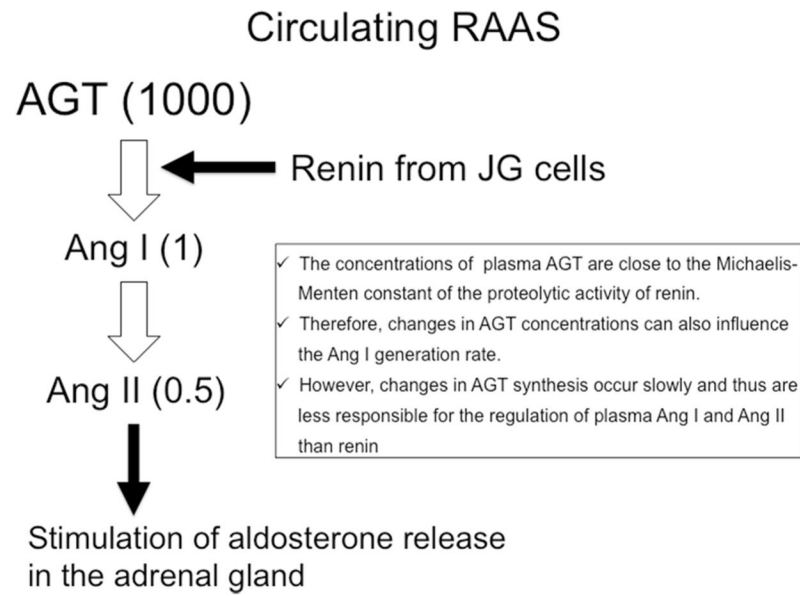 Circulating RAAS
AGT (1000)
Renin from JG cells
Ang I (1)
✓ The concentrations of plasma AGT are close to the Michaelis-
Menten constant of the proteolytic activity of renin.
✓ Therefore, changes in AGT concentrations can also influence
the Ang I generation rate.
✓ However, changes in AGT synthesis occur slowly and thus are
less responsible for the regulation of plasma Ang I and Ang II
than renin
Ang II (0.5)
Stimulation of aldosterone release
in the adrenal gland